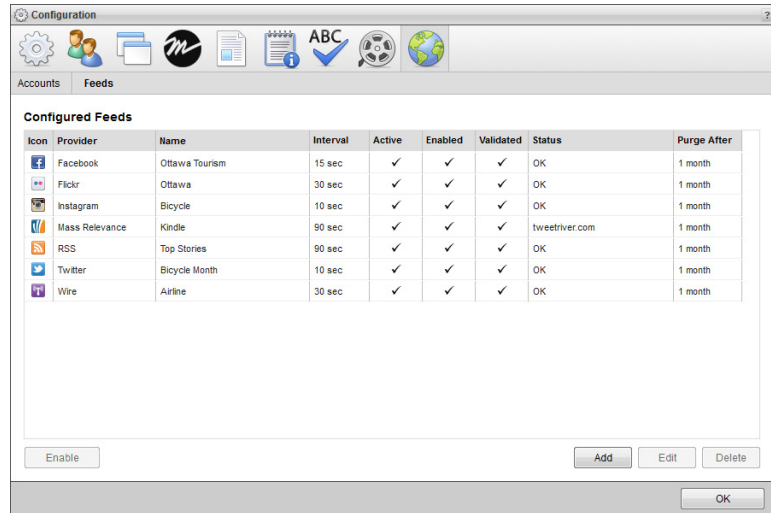 Configuration ?
ABC
Accounts Feeds
Configured Feeds
Icon Provider Name Interval Active Enabled Validated Status Purge After
Facebook Ottawa Tourism 15 sec ✓ ✓ ✓ OK 1 month
Flickr Ottawa 30 sec ✓ ✓ ✓ OK 1 month
Instagram Bicycle 10 sec ✓ ✓ ✓ OK 1 month
Mass Relevance Kindle 90 sec ✓ ✓ ✓ tweetriver.com 1 month
RSS Top Stories 90 sec ✓ ✓ ✓ OK 1 month
Twitter Bicycle Month 10 sec ✓ ✓ ✓ OK 1 month
Wire Airline 30 sec ✓ ✓ ✓ OK 1 month
Enable Add Edit Delete
OK